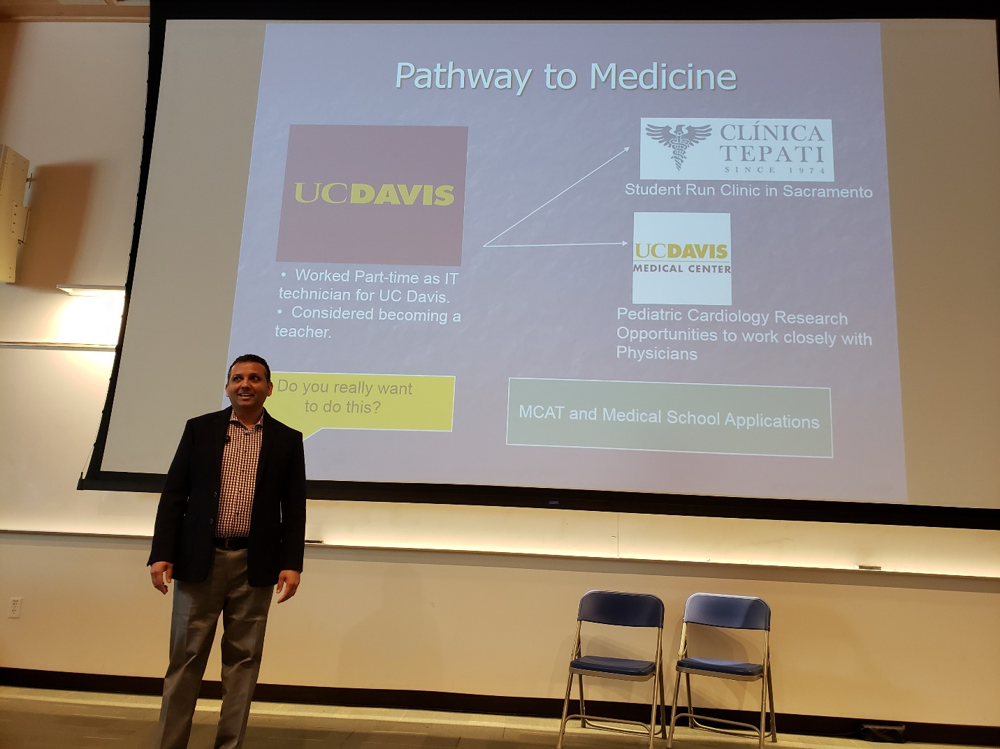 Pathway to Medicine
UCDAVIS
• Worked Part-time as IT
technician for UC Davis.
• Considered becoming a
teacher.
Do you really want
to do this?
CLÍNICA
TEPATI
SINCE 1974
Student Run Clinic in Sacramento
UCDAVIS
MEDICAL CENTER
Pediatric Cardiology Research
Opportunities to work closely with
Physicians
MCAT and Medical School Applications